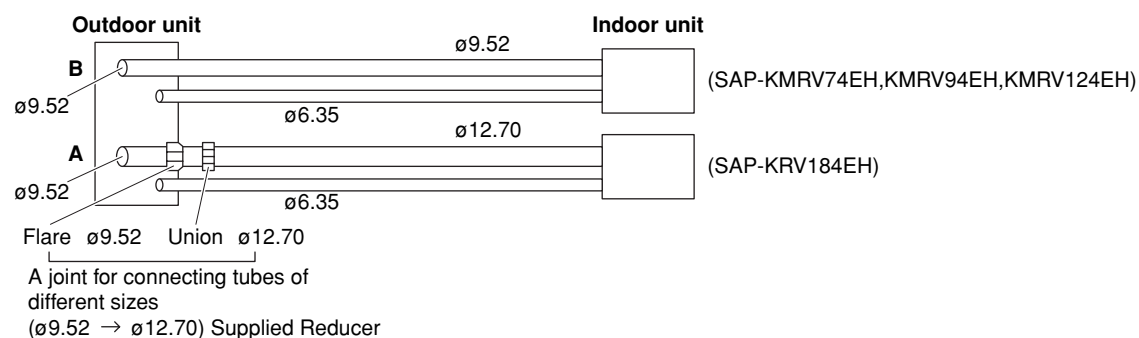 Outdoor unit
Indoor unit
ø9.52
B
(SAP-KMRV74EH,KMRV94EH,KMRV124EH)
ø9.52
ø6.35
ø12.70
A
(SAP-KRV184EH)
ø9.52
ø6.35
Flare ø9.52 Union ø12.70
A joint for connecting tubes of
different sizes
(ø9.52 → ø12.70) Supplied Reducer